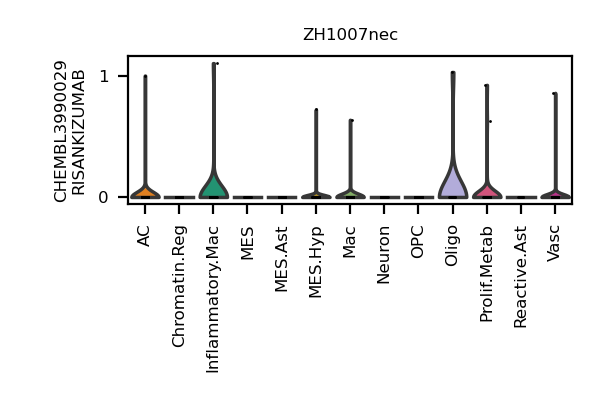 ZH1007nec
CHEMBL3990029
RISANKIZUMAB
1
0
AC
Chromatin.Reg
Inflammatory.Mac
MES
MES.Ast
MES.Hyp
Mac
Neuron
OPC
Oligo
Prolif.Metab
Reactive.Ast
Vasc